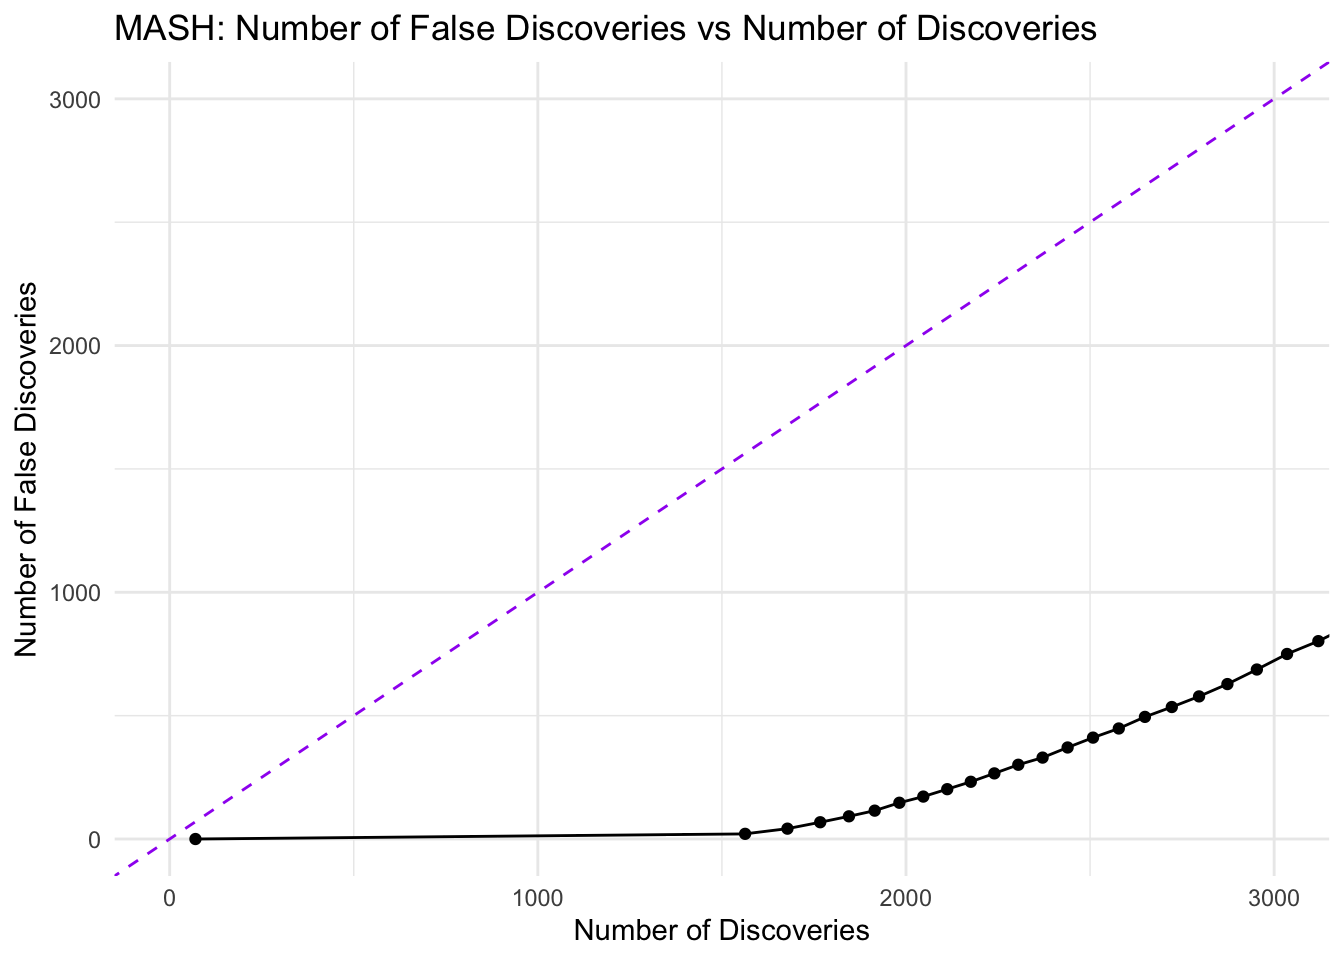 MASH: Number of False Discoveries vs Number of Discoveries
3000
2000
1000
0
Number of False Discoveries
0 1000 2000 3000
Number of Discoveries